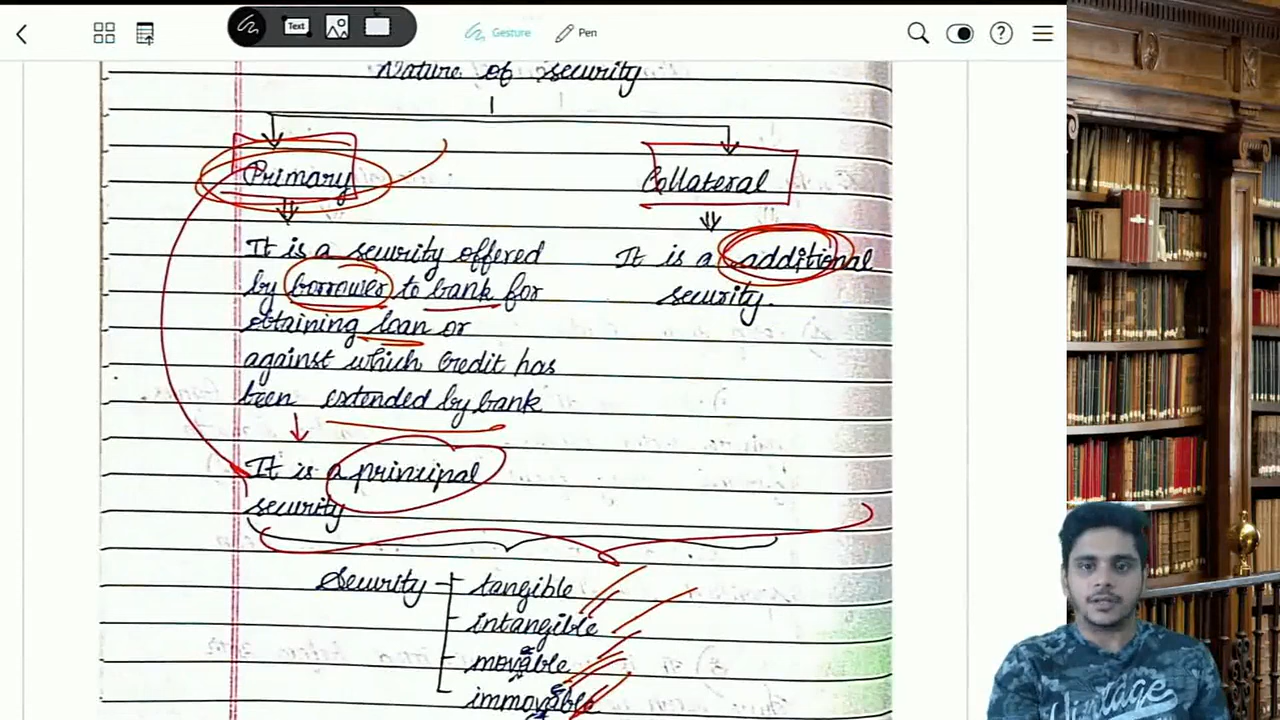 Text
Gesture
Pen
Nature of security
Primary
Collateral
It is a security offered
by borrower to bank for
obtaining loan or
against which credit has
been extended by bank
It is a principal
security
It is a additional
security.
Security
tangible
intangible
movable
immovable
Vintage